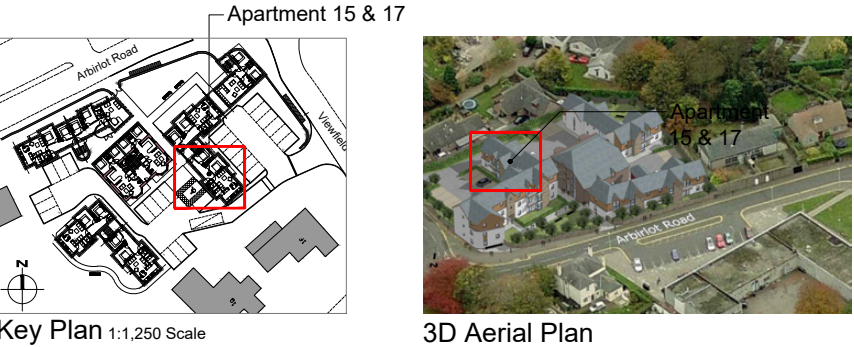 Apartment 15 & 17
Arbirlot Road
Viewfield
N
Key Plan 1:1,250 Scale
Apartment
15 & 17
Arbirlot Road
3D Aerial Plan